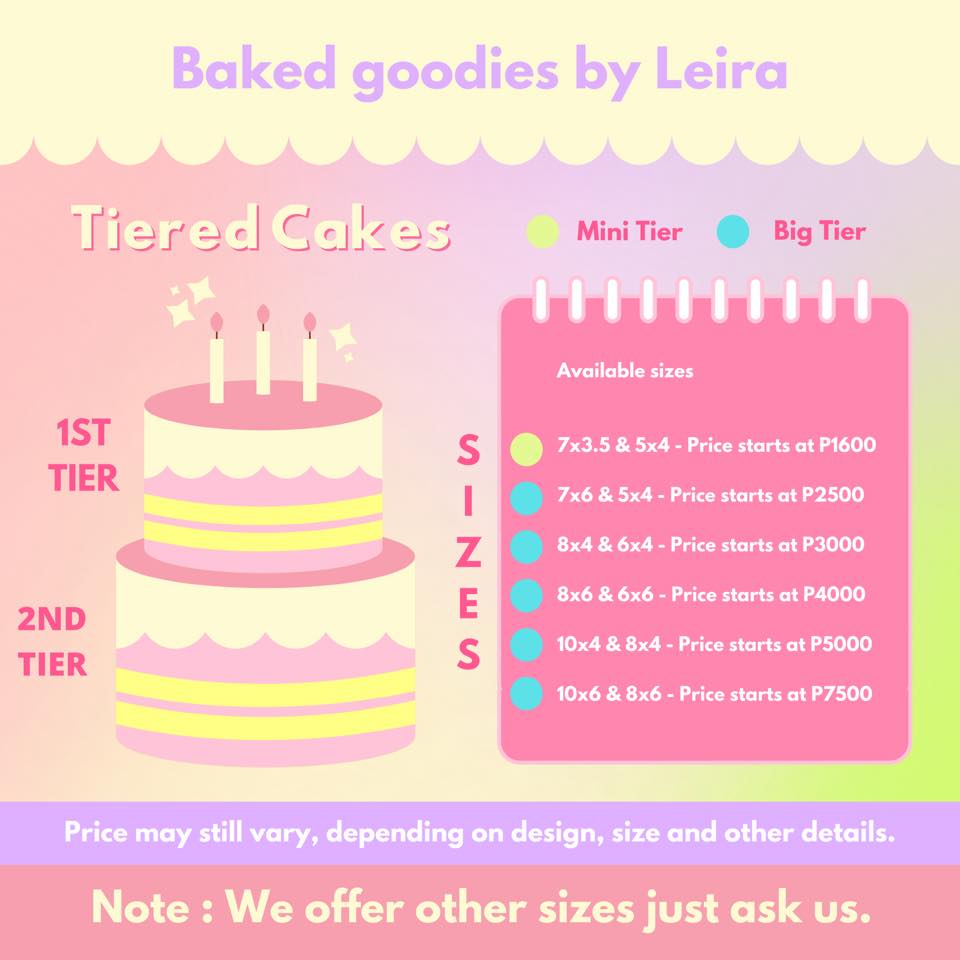 Baked goodies by Leira
Tiered Cakes
Mini Tier
Big Tier
1ST
TIER
2ND
TIER
S
I
Z
E
S
Available sizes
7x3.5 & 5x4 - Price starts at P1600
7x6 & 5x4 - Price starts at P2500
8x4 & 6x4 - Price starts at P3000
8x6 & 6x6 - Price starts at P4000
10x4 & 8x4 - Price starts at P5000
10x6 & 8x6 - Price starts at P7500
Price may still vary, depending on design, size and other details.
Note : We offer other sizes just ask us.